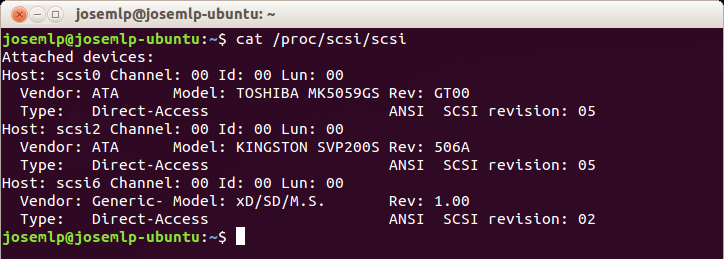 josemlp@josemlp-ubuntu: ~
josemlp@josemlp-ubuntu:~$ cat /proc/scsi/scsi
Attached devices:
Host: scsi0 Channel: 00 Id: 00 Lun: 00
  Vendor: ATA      Model: TOSHIBA MK5059GS Rev: GT00
  Type:   Direct-Access                    ANSI  SCSI revision: 05
Host: scsi2 Channel: 00 Id: 00 Lun: 00
  Vendor: ATA      Model: KINGSTON SVP200S Rev: 506A
  Type:   Direct-Access                    ANSI  SCSI revision: 05
Host: scsi6 Channel: 00 Id: 00 Lun: 00
  Vendor: Generic- Model: xD/SD/M.S.       Rev: 1.00
  Type:   Direct-Access                    ANSI  SCSI revision: 02
josemlp@josemlp-ubuntu:~$